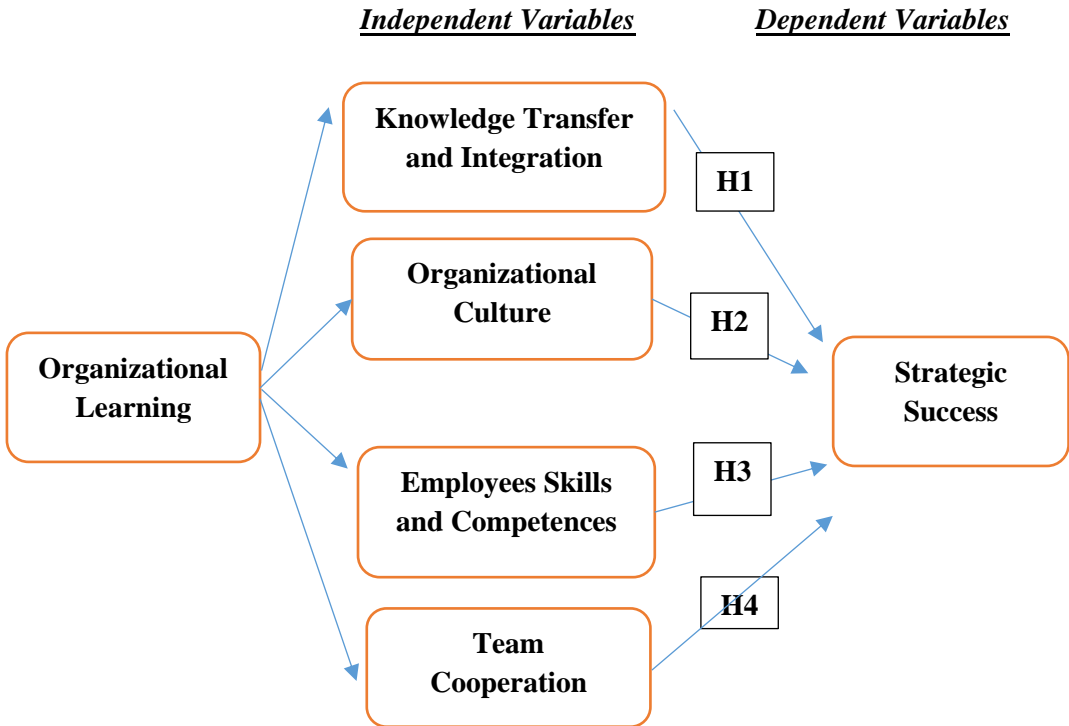 Independent Variables
Dependent Variables
Knowledge Transfer
and Integration
H1
Organizational
Culture
H2
Organizational
Learning
Strategic
Success
Employees Skills
and Competences
H3
Team
Cooperation
H4